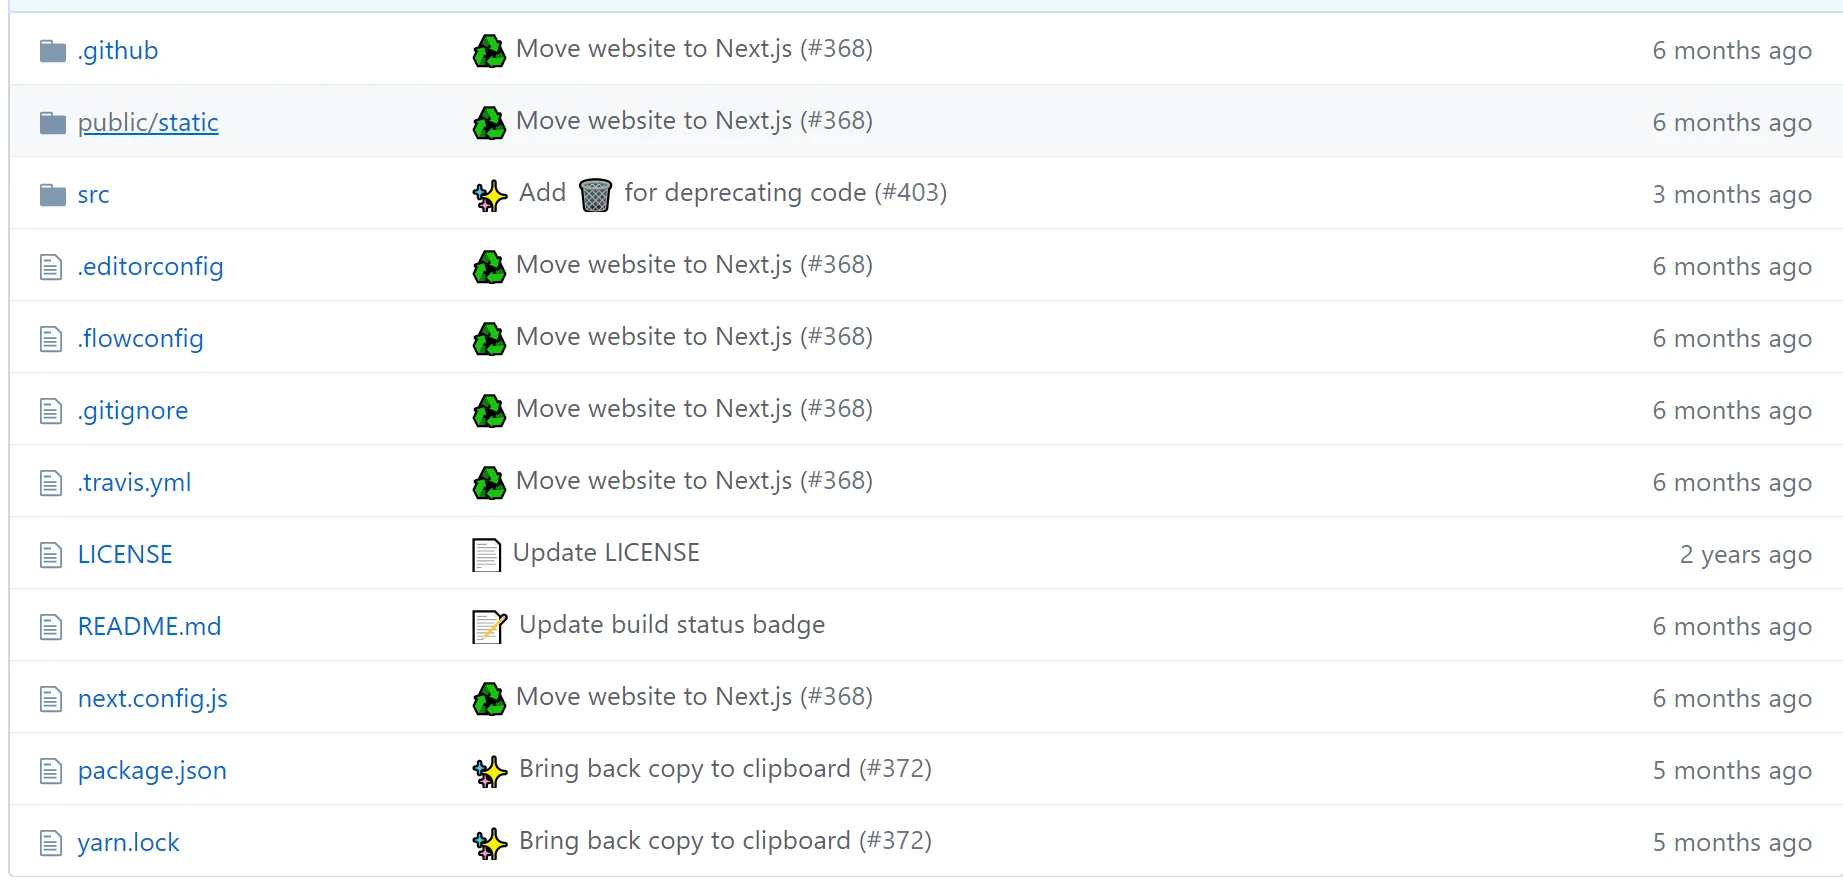 .github ♻️ Move website to Next.js (#368) 6 months ago
public/static ♻️ Move website to Next.js (#368) 6 months ago
src ✨ Add 🗑️ for deprecating code (#403) 3 months ago
.editorconfig ♻️ Move website to Next.js (#368) 6 months ago
.flowconfig ♻️ Move website to Next.js (#368) 6 months ago
.gitignore ♻️ Move website to Next.js (#368) 6 months ago
.travis.yml ♻️ Move website to Next.js (#368) 6 months ago
LICENSE 📄 Update LICENSE 2 years ago
README.md 📝 Update build status badge 6 months ago
next.config.js ♻️ Move website to Next.js (#368) 6 months ago
package.json ✨ Bring back copy to clipboard (#372) 5 months ago
yarn.lock ✨ Bring back copy to clipboard (#372) 5 months ago